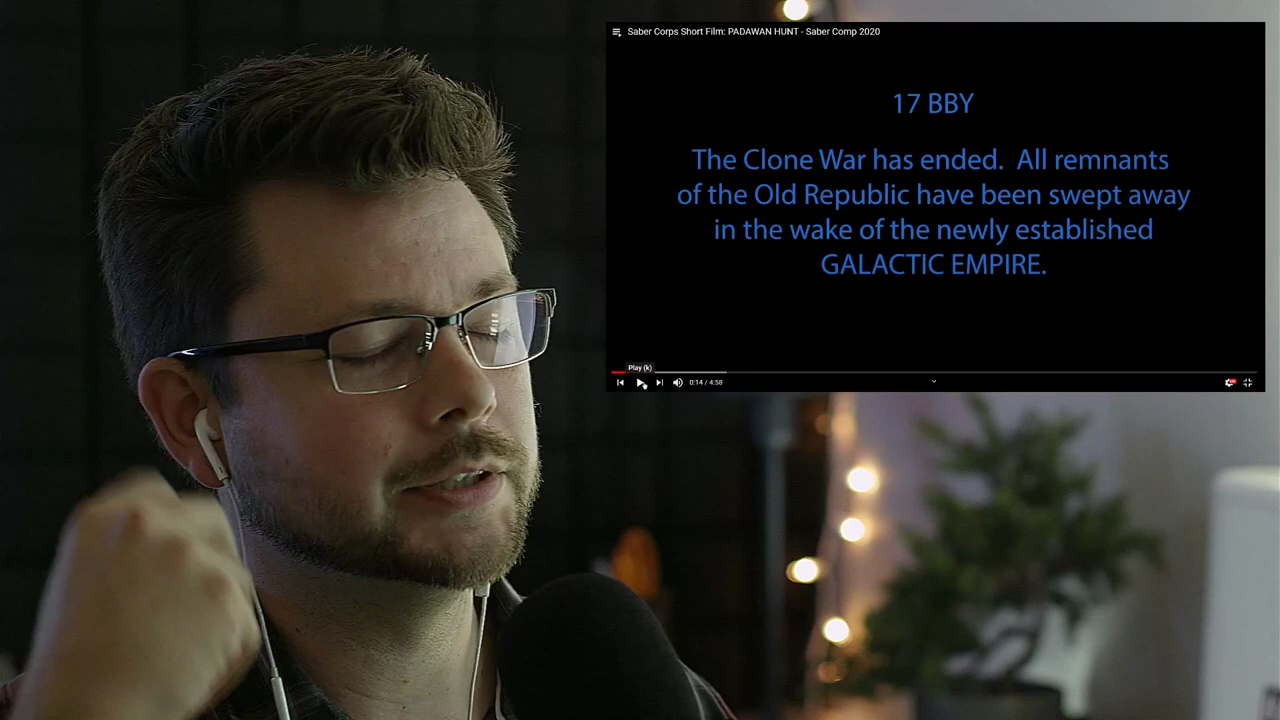 Saber Corps Short Film: PADAWAN HUNT - Saber Comp 2020
17 BBY
The Clone War has ended.  All remnants
of the Old Republic have been swept away
in the wake of the newly established
GALACTIC EMPIRE.
Play (k)
0:14 / 4:58